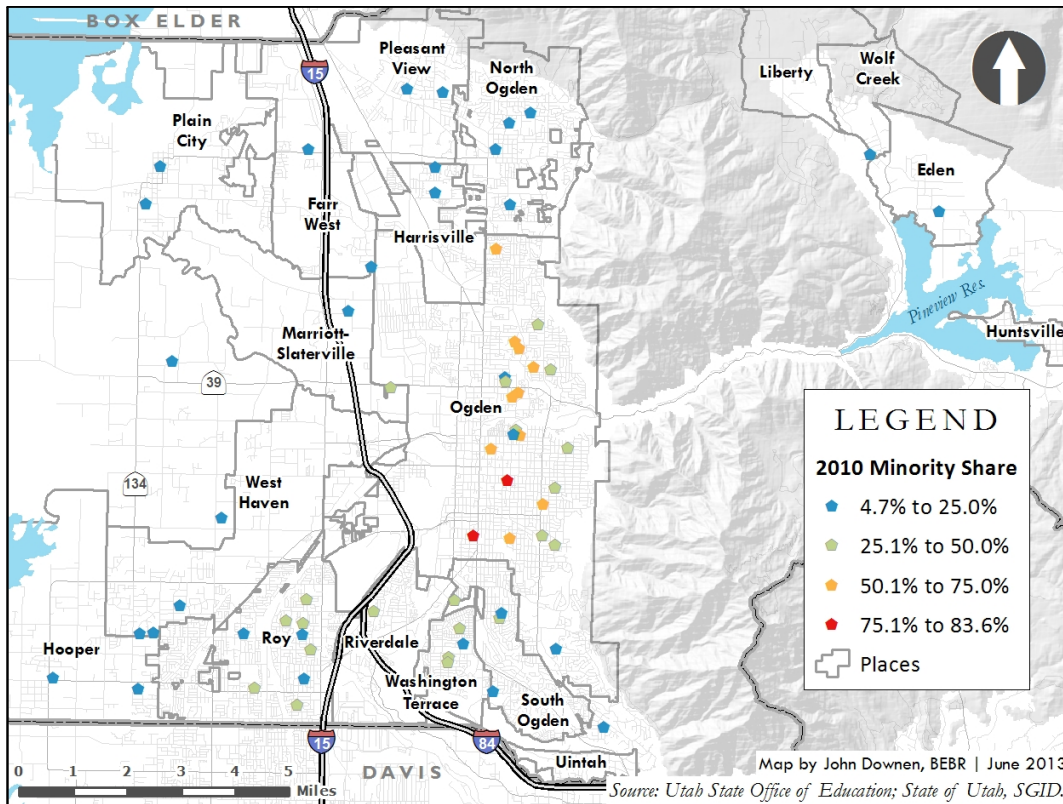 BOX ELDER
15
Pleasant
View
North
Ogden
Liberty
Wolf
Creek
Plain
City
Eden
Farr
West
Harrisville
Pineview Res.
Huntsville
Marriott-
Slaterville
39
Ogden
134
West
Haven
Hooper
Roy
Riverdale
Washington
Terrace
South
Ogden
Uintah
15
84
DAVIS
0 1 2 3 4 5
Miles
LEGEND
2010 Minority Share
4.7% to 25.0%
25.1% to 50.0%
50.1% to 75.0%
75.1% to 83.6%
Places
Map by John Downen, BEBR | June 2013
Source: Utah State Office of Education; State of Utah, SGID